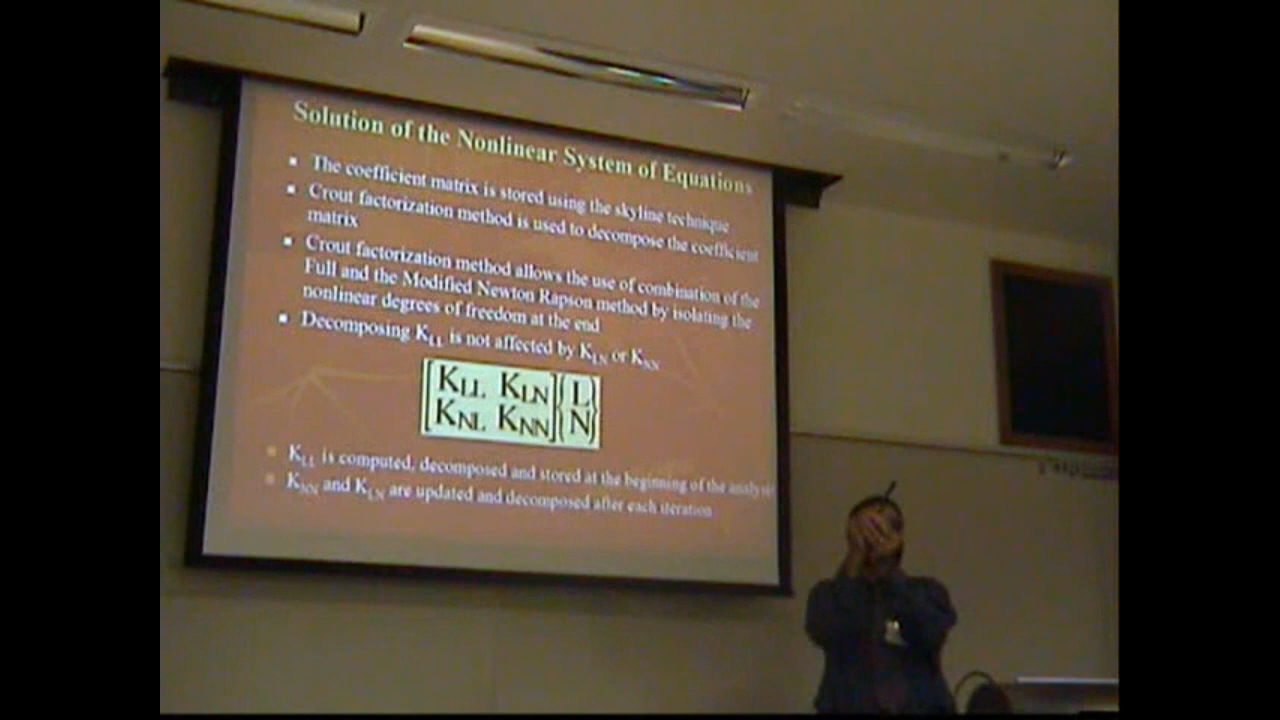 Solution of the Nonlinear System of Equations
▪ The coefficient matrix is stored using the skyline technique
▪ Crout factorization method is used to decompose the coefficient
matrix
▪ Crout factorization method allows the use of combination of the
Full and the Modified Newton Rapson method by isolating the
nonlinear degrees of freedom at the end
▪ Decomposing K_LL is not affected by K_LN or K_NN
[K_LL K_LN]{L}
[K_NL K_NN]{N}
▪ K_LL is computed, decomposed and stored at the beginning of the analysis
▪ K_NN and K_LN are updated and decomposed after each iteration